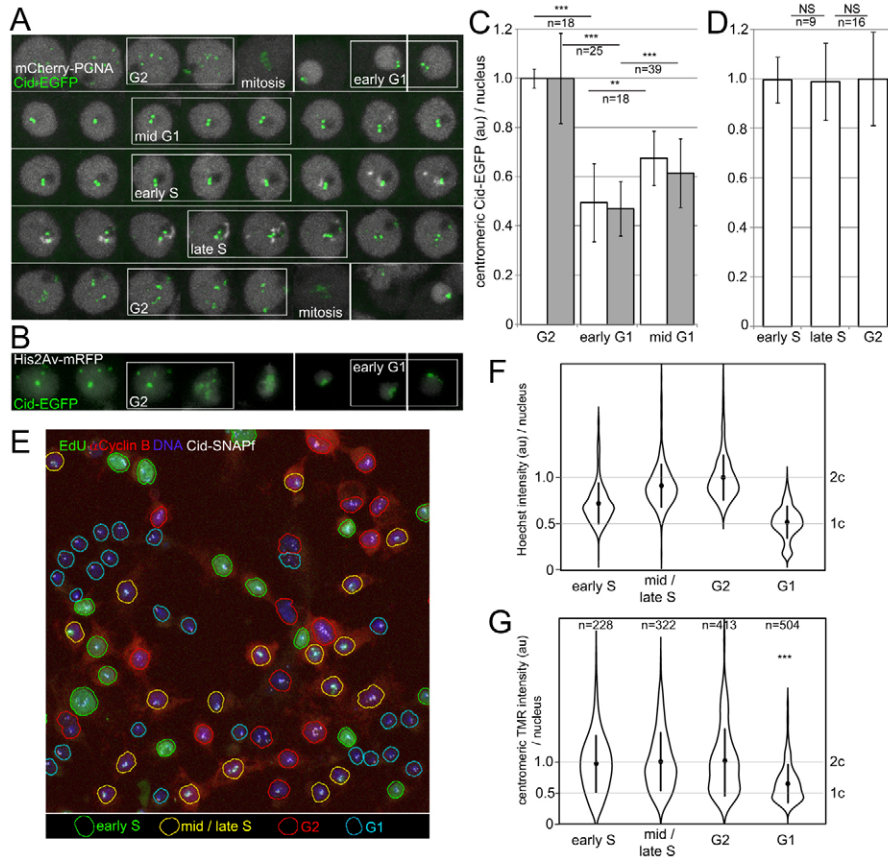 A
mCherry-PCNA
Cid-EGFP
G2
mitosis
early G1
mid G1
early S
late S
G2
mitosis
B
His2Av-mRFP
Cid-EGFP
G2
early G1
C
centromeric Cid-EGFP (au) / nucleus
1.2
1.0
0.8
0.6
0.4
0.2
0
***
n=18
***
n=25
***
n=39
**
n=18
G2
early G1
mid G1
D
NS
NS
n=9
n=16
1.2
1.0
0.8
0.6
0.4
0.2
0
early S
late S
G2
E
EdU Cyclin B DNA Cid-SNAPf
early S
mid / late S
G2
G1
F
Hoechst intensity (au) / nucleus
1.0
0.5
0
2c
1c
early S
mid /
late S
G2
G1
G
centromeric TMR intensity (au)
/ nucleus
n=228
n=322
n=413
n=504
***
1.0
0.5
0
2c
1c
early S
mid /
late S
G2
G1